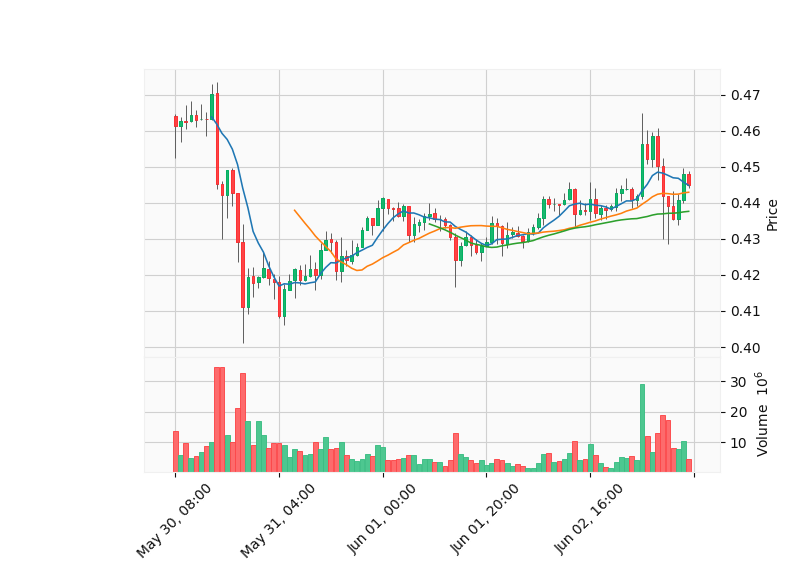 0.47
0.46
0.45
0.44
0.43
0.42
0.41
0.40
Price
30
20
10
Volume 10^6
May 30, 08:00
May 31, 04:00
Jun 01, 00:00
Jun 01, 20:00
Jun 02, 16:00